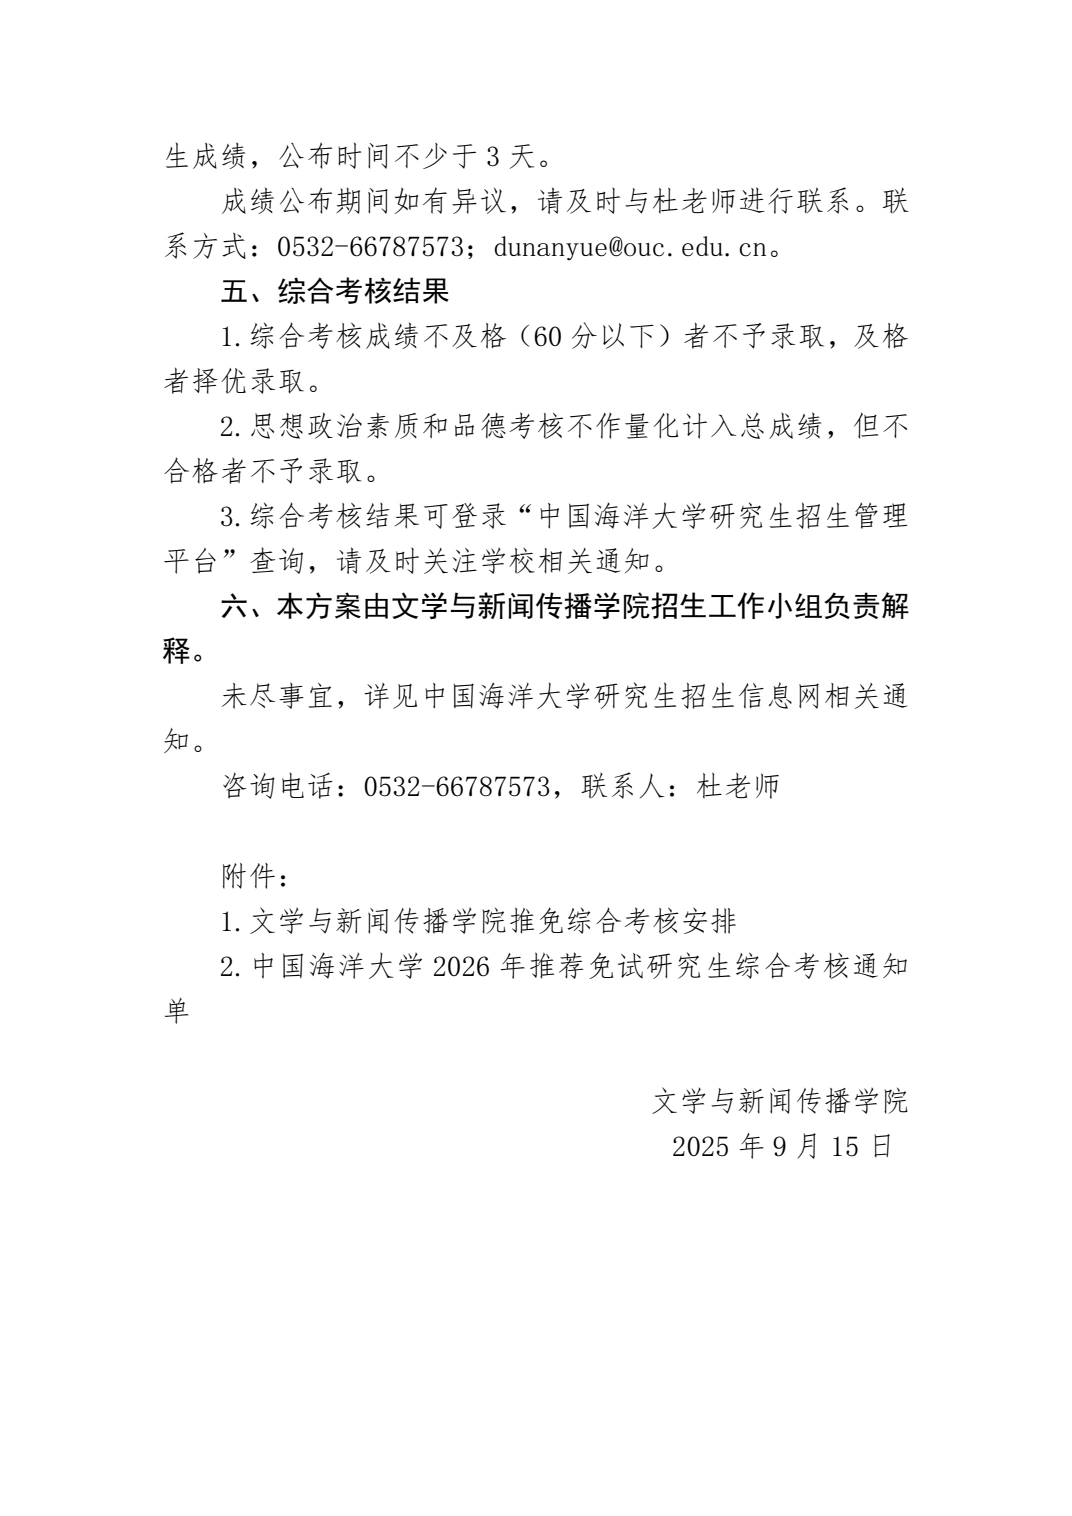 生成绩，公布时间不少于 3 天。
成绩公布期间如有异议，请及时与杜老师进行联系。联
系方式：0532-66787573；dunanyue@ouc.edu.cn。
五、综合考核结果
1.综合考核成绩不及格（60 分以下）者不予录取，及格
者择优录取。
2.思想政治素质和品德考核不作量化计入总成绩，但不
合格者不予录取。
3.综合考核结果可登录“中国海洋大学研究生招生管理
平台”查询，请及时关注学校相关通知。
六、本方案由文学与新闻传播学院招生工作小组负责解
释。
未尽事宜，详见中国海洋大学研究生招生信息网相关通
知。
咨询电话：0532-66787573，联系人：杜老师
附件：
1.文学与新闻传播学院推免综合考核安排
2.中国海洋大学 2026 年推荐免试研究生综合考核通知
单
文学与新闻传播学院
2025 年 9 月 15 日